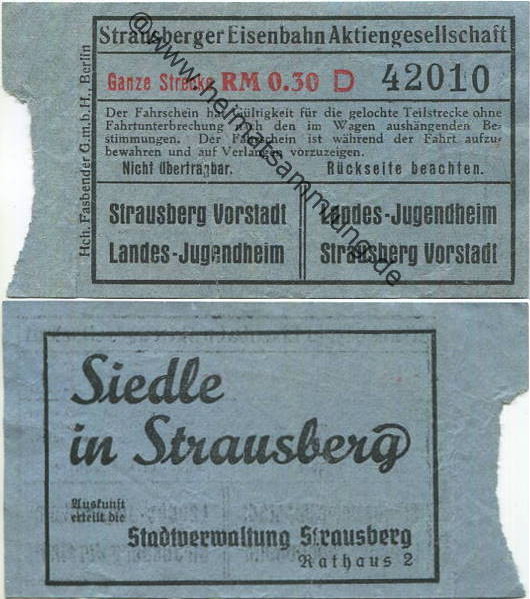 Strausberger Eisenbahn Aktiengesellschaft
Ganze Strecke RM 0.30 D 42010
Der Fahrschein hat Gültigkeit für die gelochte Teilstrecke ohne
Fahrtunterbrechung nach den im Wagen aushängenden Be-
stimmungen. Der Fahrschein ist während der Fahrt aufzu-
bewahren und auf Verlangen vorzuzeigen.
Nicht übertragbar. Rückseite beachten.
Strausberg Vorstadt
Landes-Jugendheim
Landes-Jugendheim
Strausberg Vorstadt
Hch. Fasbender G.m.b.H., Berlin
@www.heimatsammlung.de
Siedle
in Strausberg
Auskunft
erteilt die
Stadtverwaltung Strausberg
Rathaus 2